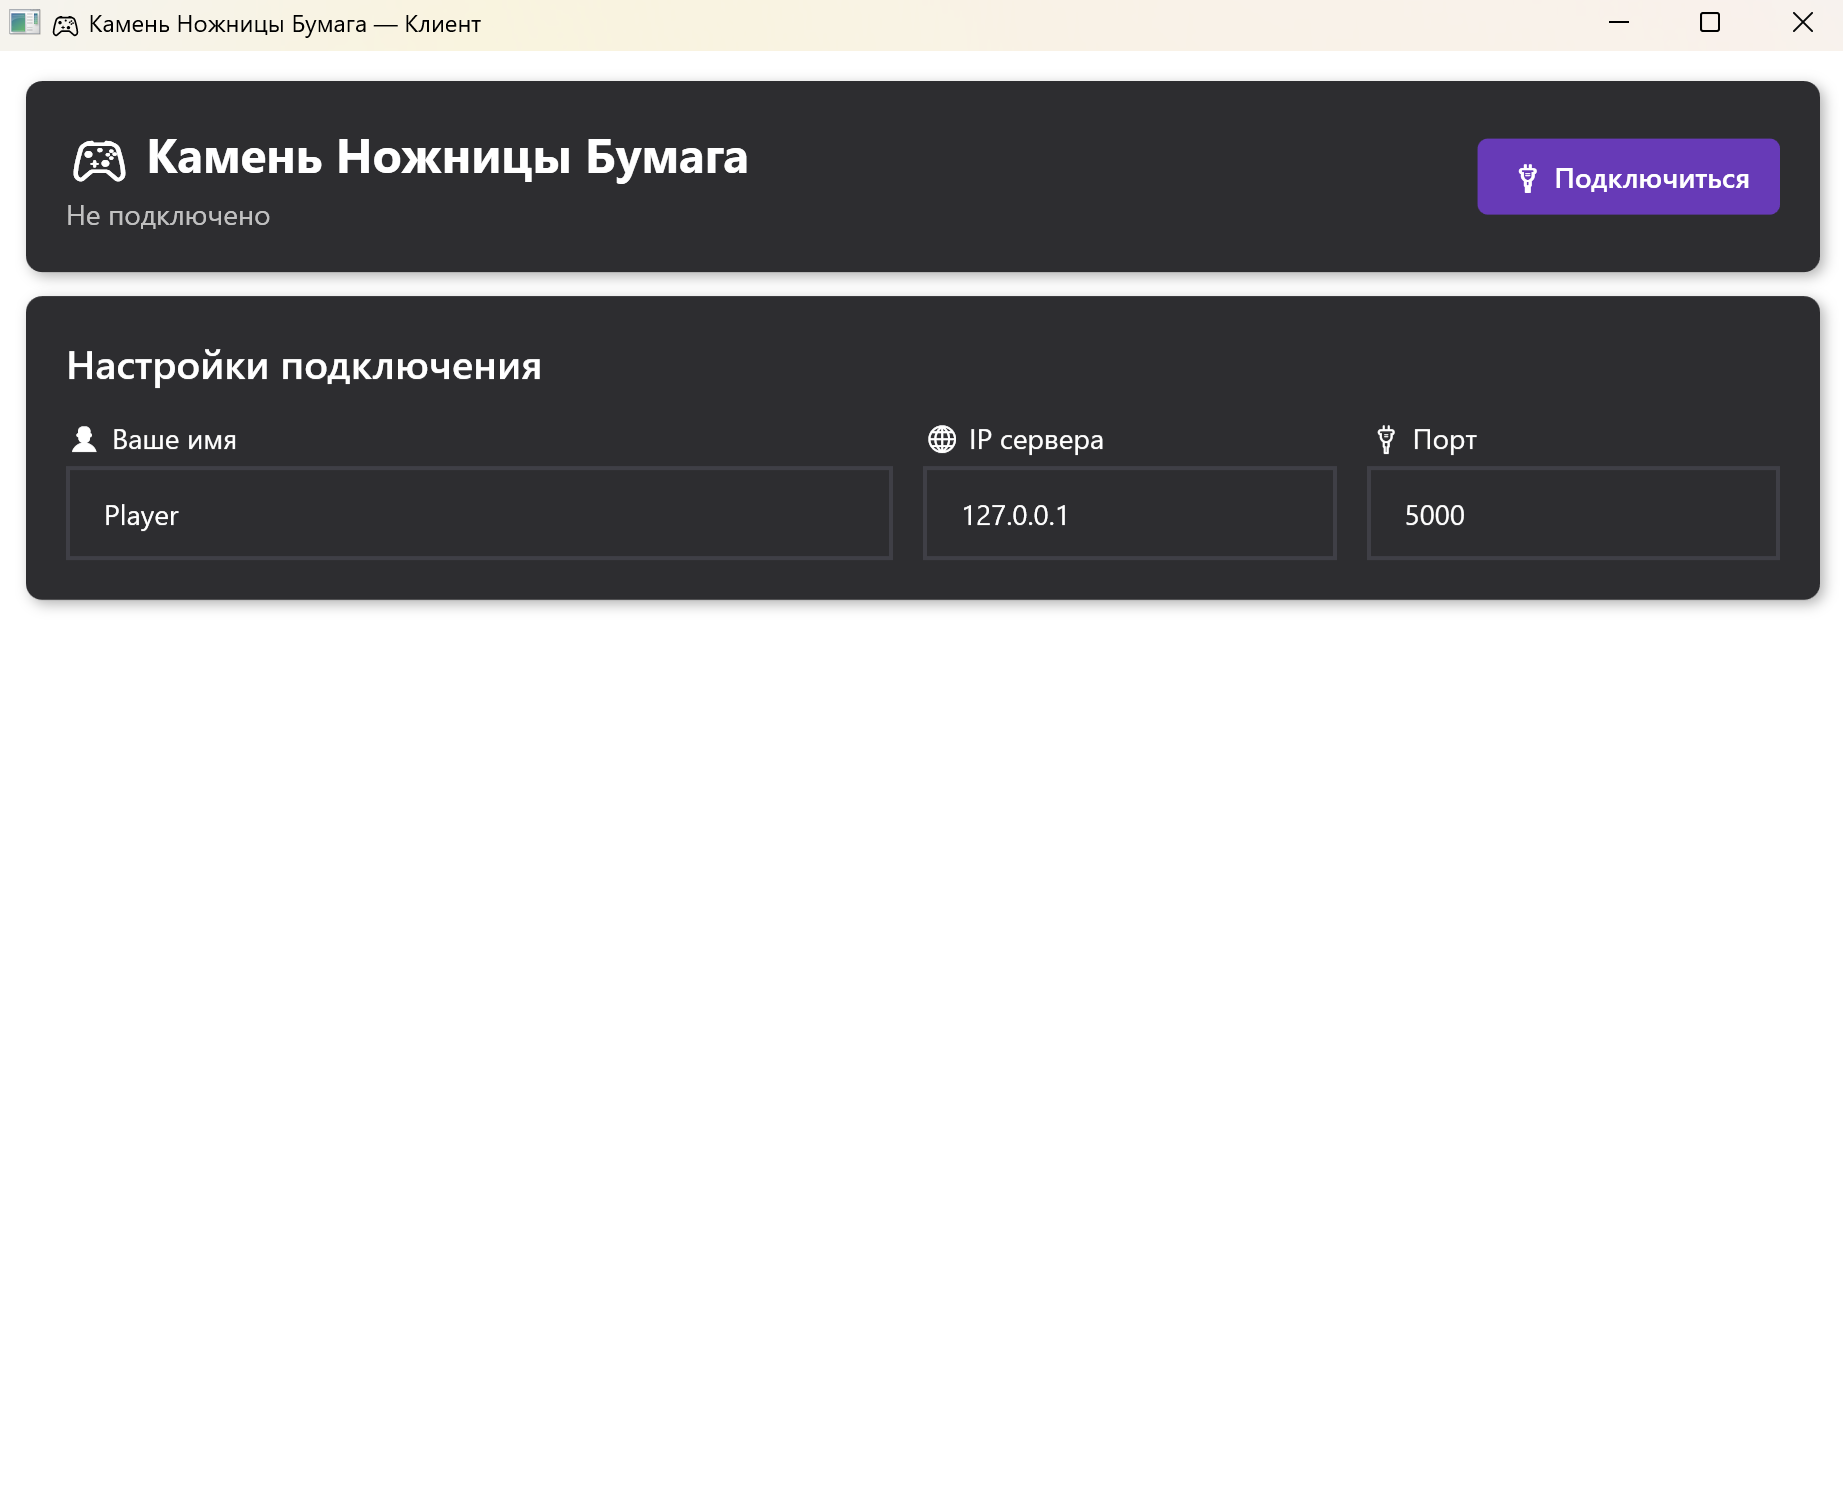 Камень Ножницы Бумага — Клиент
Камень Ножницы Бумага
Не подключено
Подключиться
Настройки подключения
Ваше имя
IP сервера
Порт
Player
127.0.0.1
5000